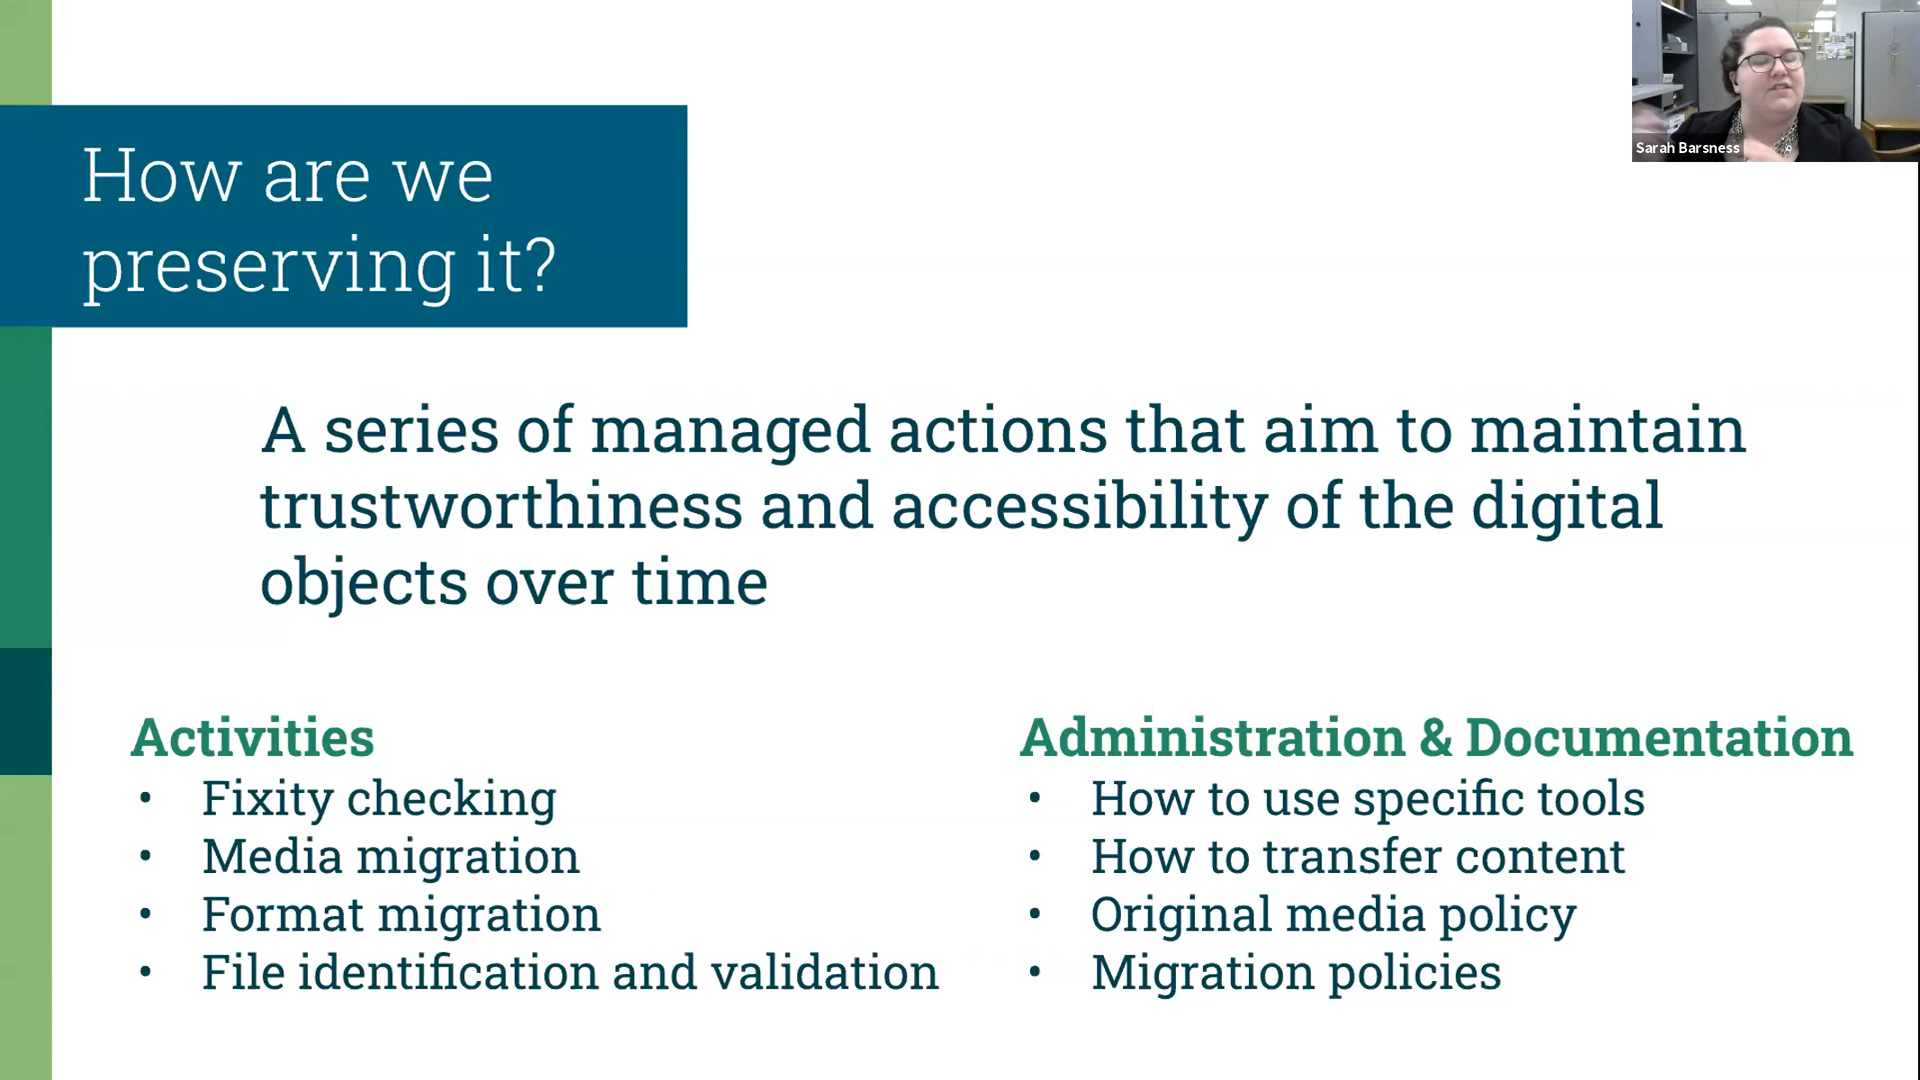 How are we
preserving it?
Sarah Barsness
A series of managed actions that aim to maintain
trustworthiness and accessibility of the digital
objects over time
Activities
• Fixity checking
• Media migration
• Format migration
• File identification and validation
Administration & Documentation
• How to use specific tools
• How to transfer content
• Original media policy
• Migration policies